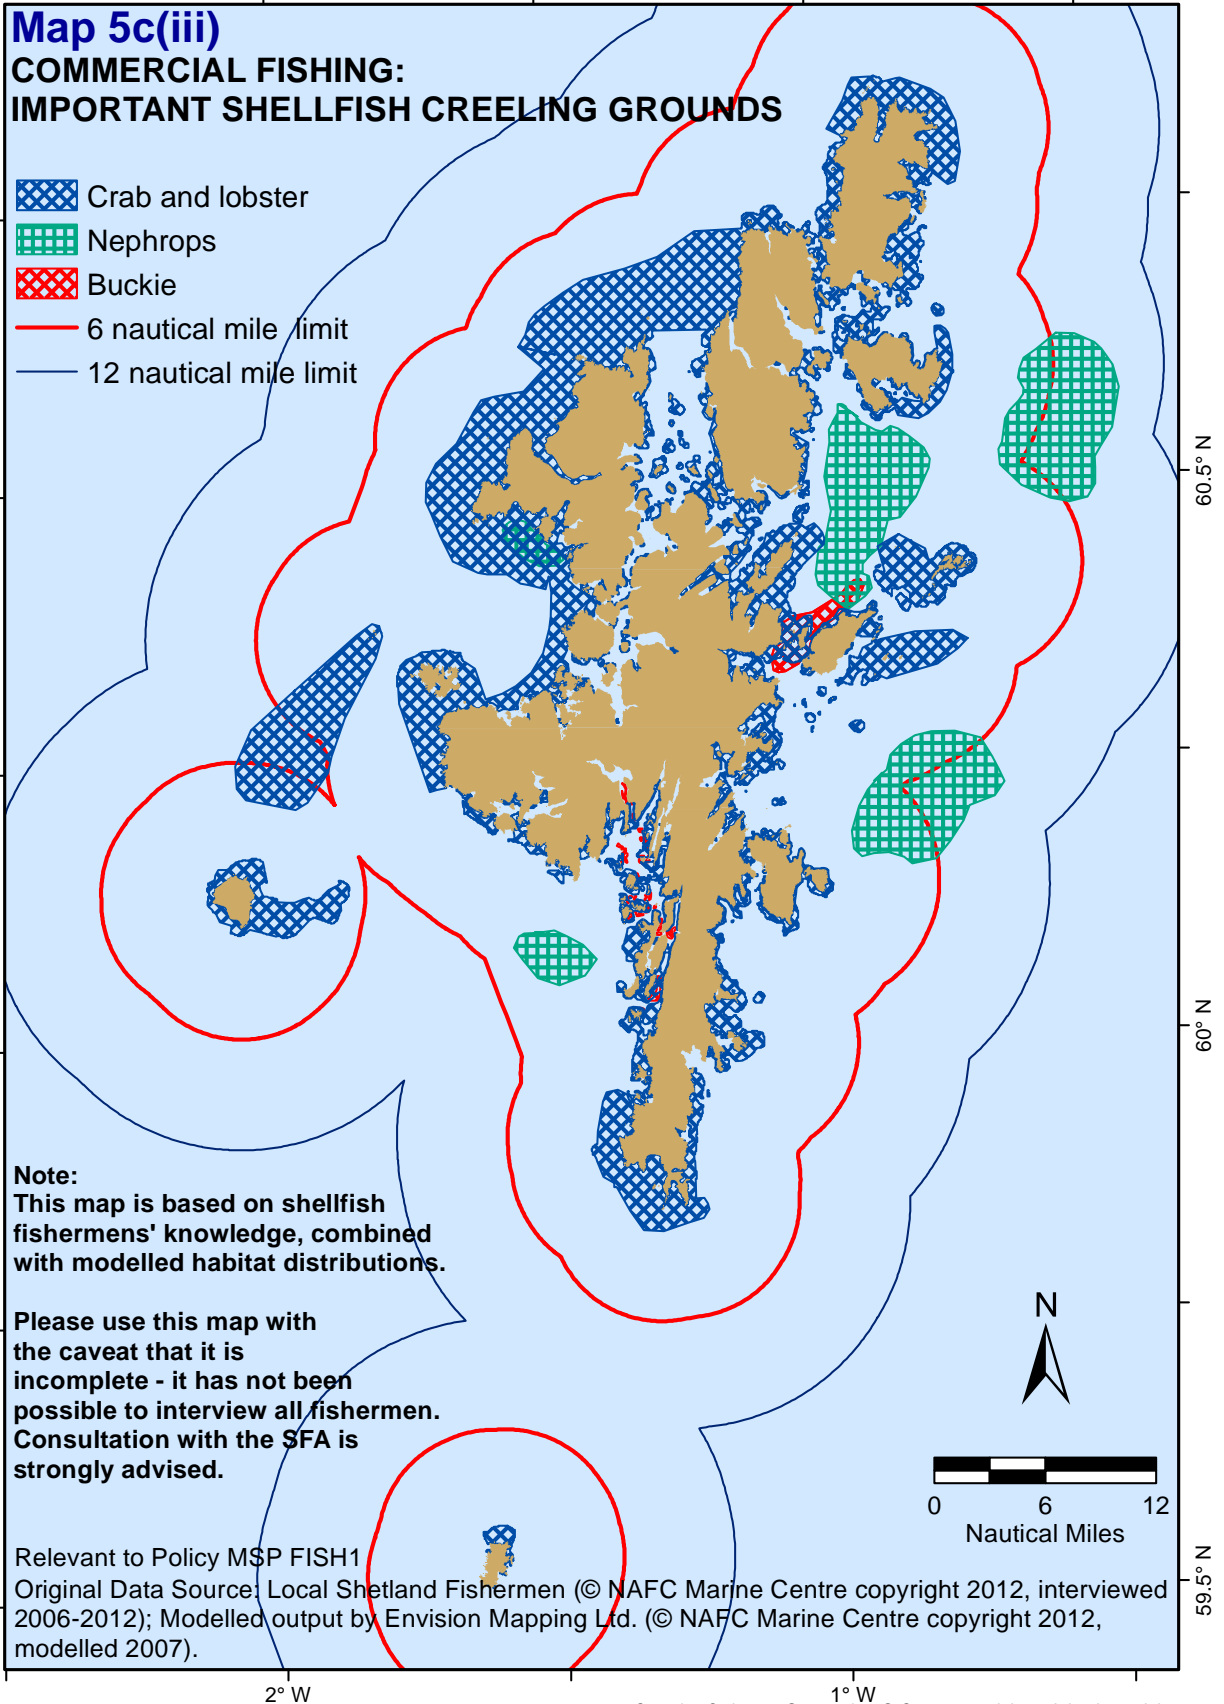 Map 5c(iii)
COMMERCIAL FISHING:
IMPORTANT SHELLFISH CREELING GROUNDS
Crab and lobster
Nephrops
Buckie
6 nautical mile limit
12 nautical mile limit
60.5° N
60° N
59.5° N
Note:
This map is based on shellfish
fishermens' knowledge, combined
with modelled habitat distributions.
Please use this map with
the caveat that it is
incomplete - it has not been
possible to interview all fishermen.
Consultation with the SFA is
strongly advised.
N
0 6 12
Nautical Miles
Relevant to Policy MSP FISH1
Original Data Source: Local Shetland Fishermen (© NAFC Marine Centre copyright 2012, interviewed
2006-2012); Modelled output by Envision Mapping Ltd. (© NAFC Marine Centre copyright 2012,
modelled 2007).
2° W 1° W